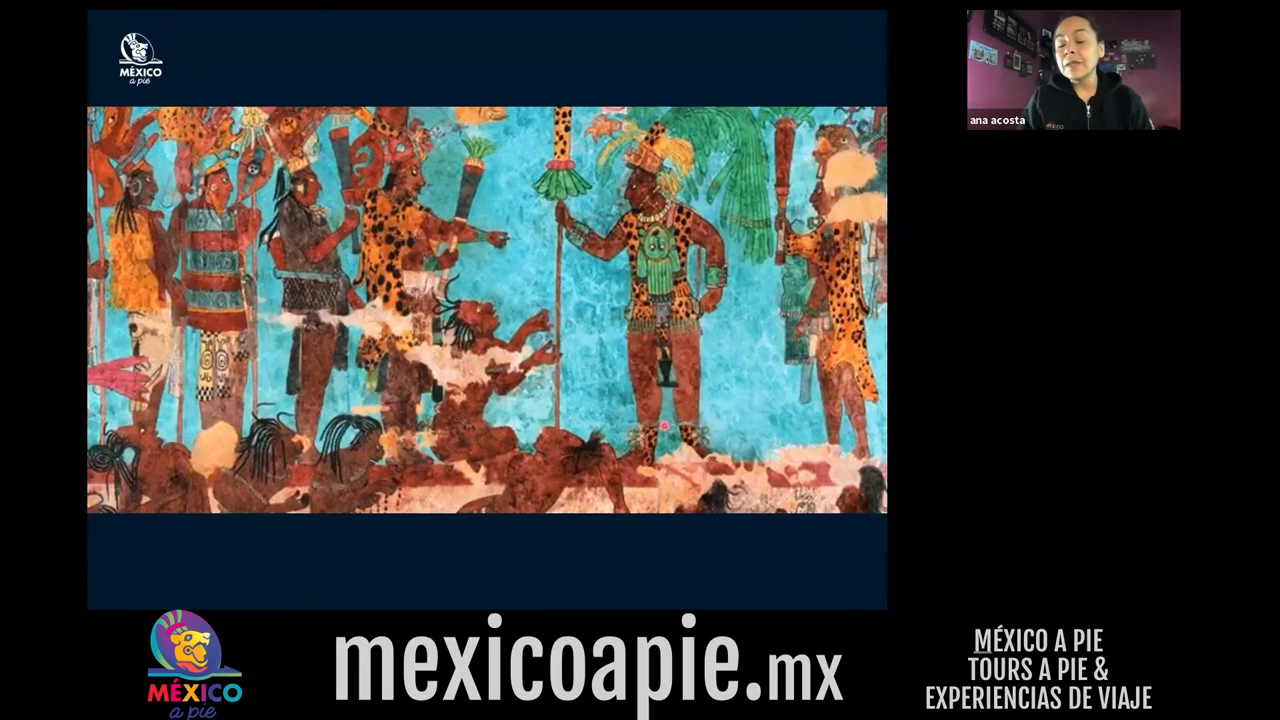 MÉXICO
a pie
ana acosta
MÉXICO
a pie
mexicoapie.mx
MÉXICO A PIE
TOURS A PIE &
EXPERIENCIAS DE VIAJE